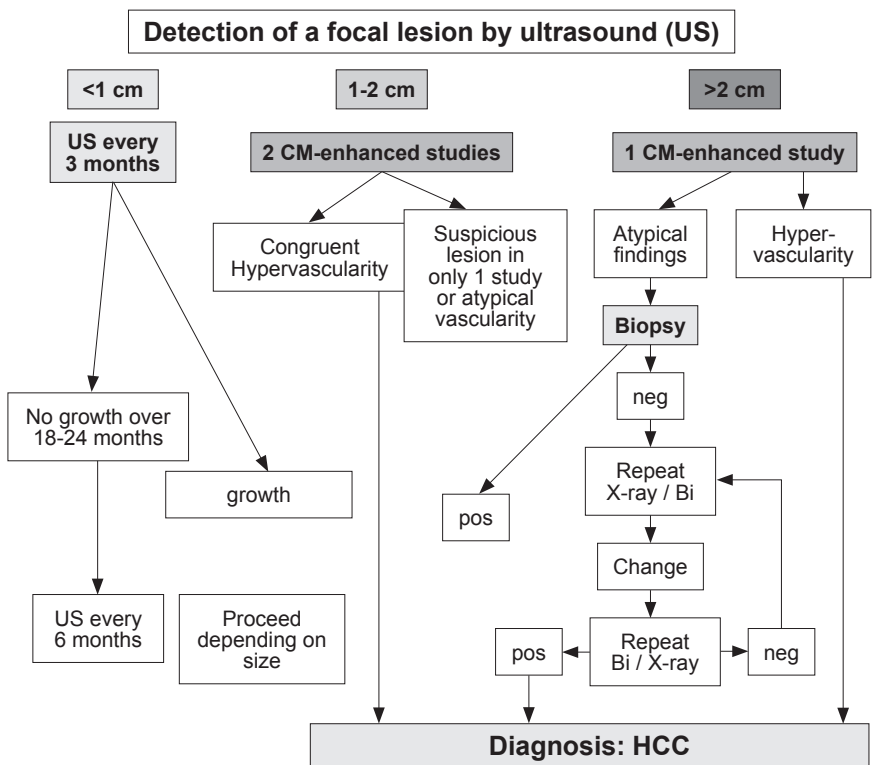 Detection of a focal lesion by ultrasound (US)
<1 cm
1-2 cm
>2 cm
US every
3 months
2 CM-enhanced studies
1 CM-enhanced study
Congruent
Hypervascularity
Suspicious
lesion in
only 1 study
or atypical
vascularity
Atypical
findings
Hyper-
vascularity
Biopsy
neg
No growth over
18-24 months
growth
pos
Repeat
X-ray / Bi
Change
US every
6 months
Proceed
depending on
size
pos
Repeat
Bi / X-ray
neg
Diagnosis: HCC